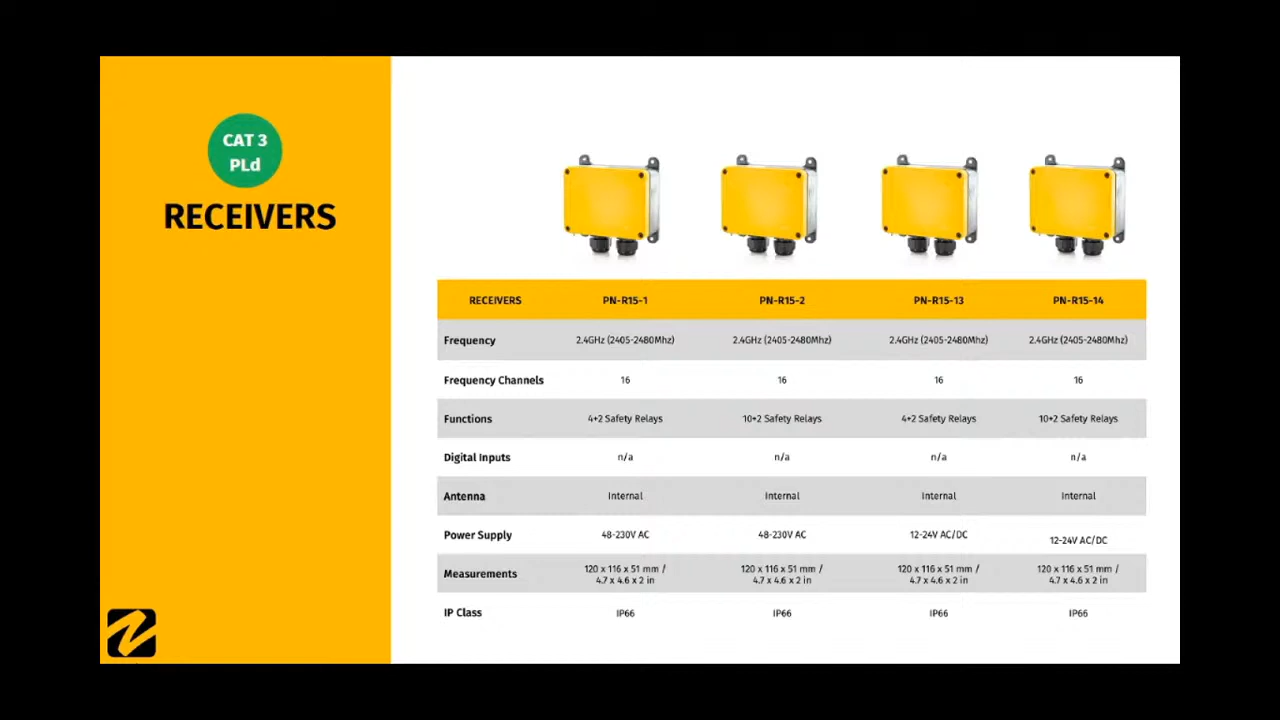 CAT 3
PLd
RECEIVERS
RECEIVERS PN-R15-1 PN-R15-2 PN-R15-13 PN-R15-14
Frequency 2.4GHz (2405-2480Mhz) 2.4GHz (2405-2480Mhz) 2.4GHz (2405-2480Mhz) 2.4GHz (2405-2480Mhz)
Frequency Channels 16 16 16 16
Functions 4+2 Safety Relays 10+2 Safety Relays 4+2 Safety Relays 10+2 Safety Relays
Digital Inputs n/a n/a n/a n/a
Antenna Internal Internal Internal Internal
Power Supply 48-230V AC 48-230V AC 12-24V AC/DC 12-24V AC/DC
Measurements 120 x 116 x 51 mm / 120 x 116 x 51 mm / 120 x 116 x 51 mm / 120 x 116 x 51 mm /
4.7 x 4.6 x 2 in 4.7 x 4.6 x 2 in 4.7 x 4.6 x 2 in 4.7 x 4.6 x 2 in
IP Class IP66 IP66 IP66 IP66